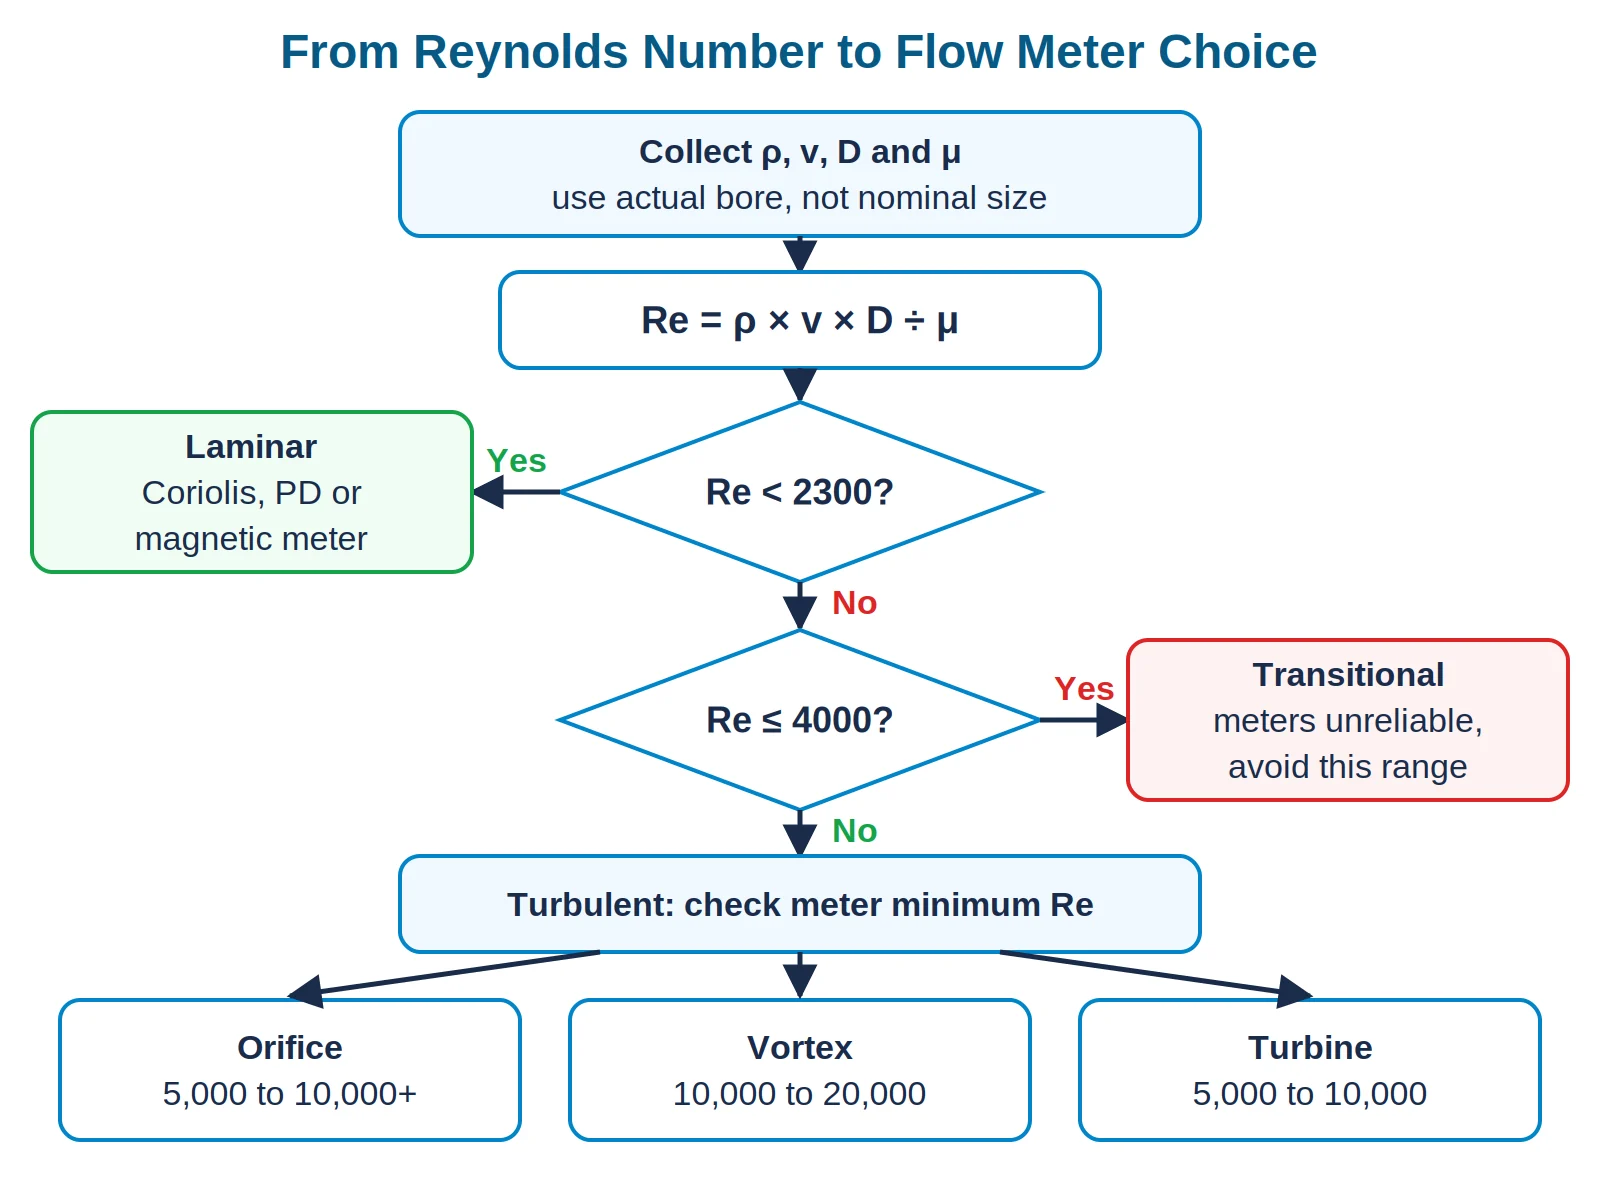 From Reynolds Number to Flow Meter Choice
Collect ρ, v, D and μ
use actual bore, not nominal size
Re = ρ × v × D ÷ μ
Re < 2300?
Yes
Laminar
Coriolis, PD or
magnetic meter
No
Re ≤ 4000?
Yes
Transitional
meters unreliable,
avoid this range
No
Turbulent: check meter minimum Re
Orifice
5,000 to 10,000+
Vortex
10,000 to 20,000
Turbine
5,000 to 10,000